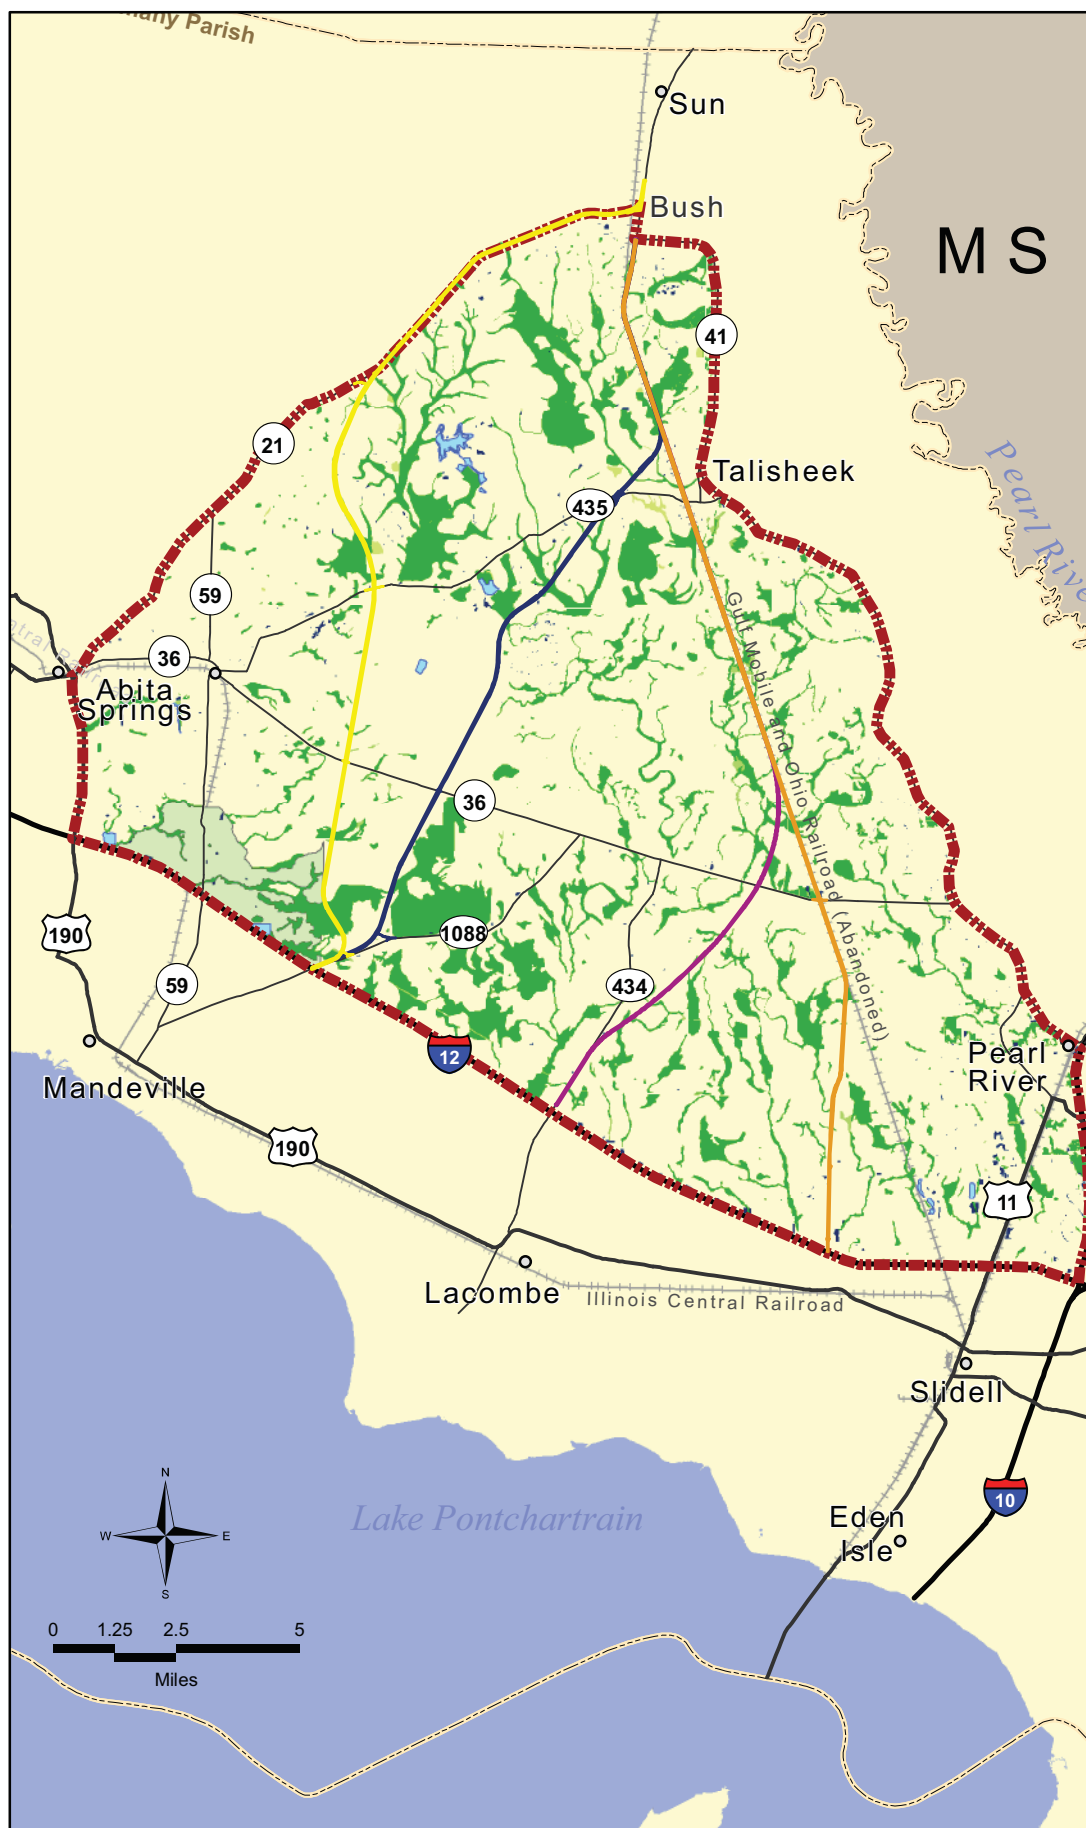 any Parish
Sun
Bush
M S
41
21
Talisheek
Pearl River
435
59
Gulf Mobile and Ohio Railroad (Abandoned)
36
Abita
Springs
36
190
1088
59
434
12
Pearl
River
Mandeville
190
11
Lacombe
Illinois Central Railroad
Slidell
10
Eden
Isle
Lake Pontchartrain
N
W
E
S
0 1.25 2.5 5
Miles